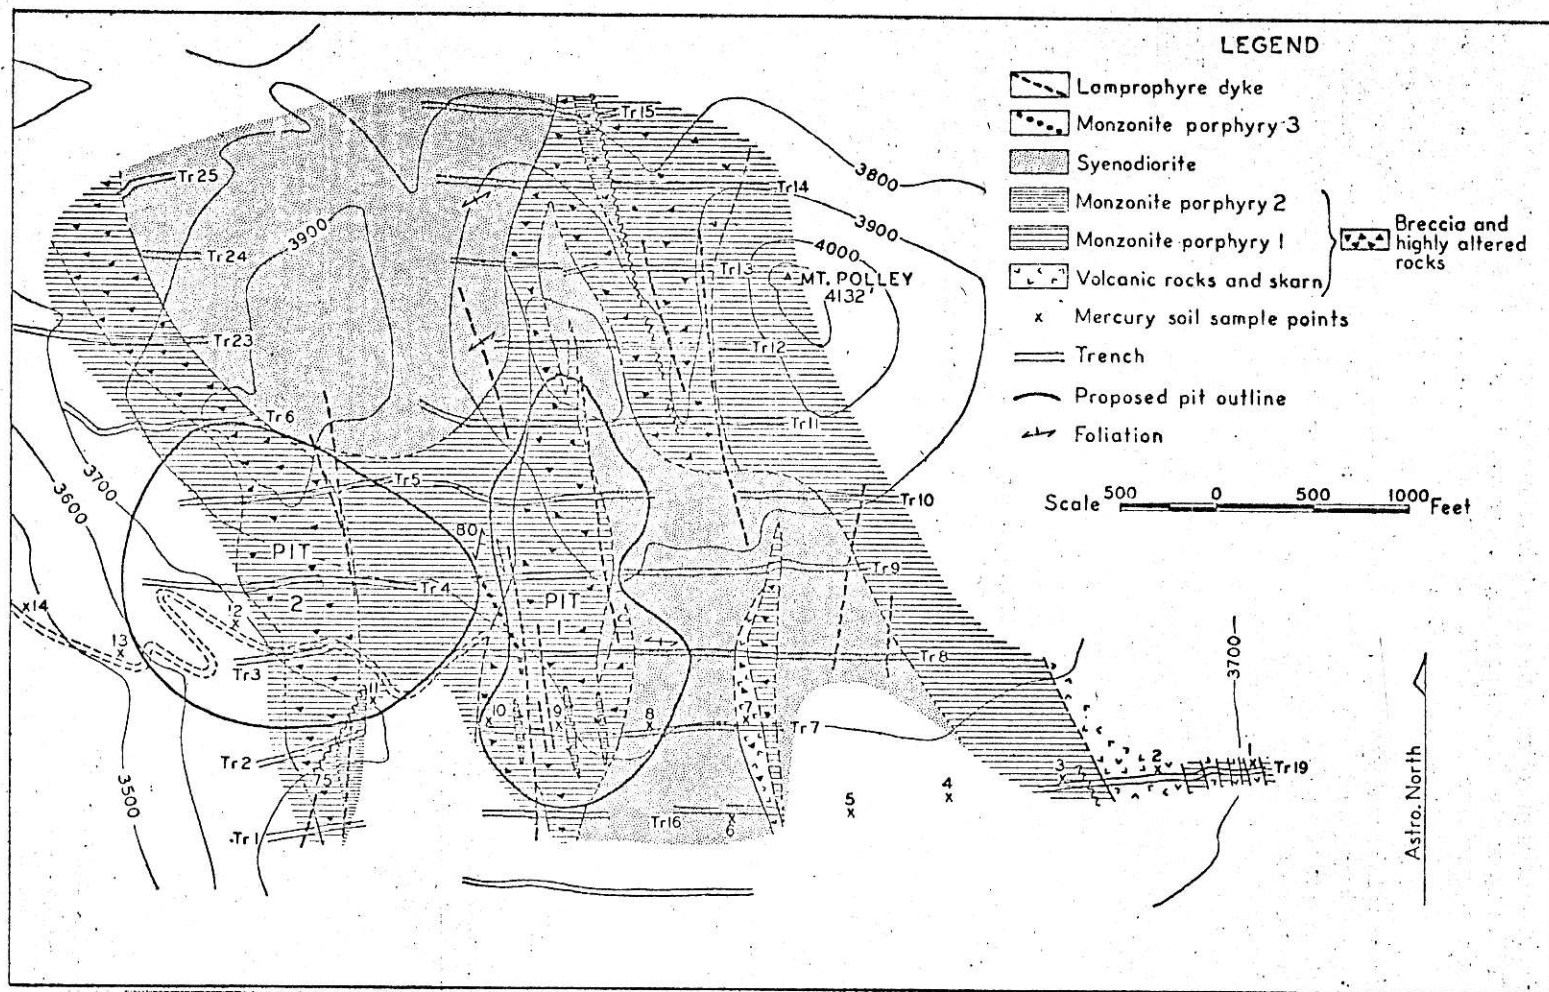 LEGEND
Lamprophyre dyke
Monzonite porphyry 3
Syenodiorite
Monzonite porphyry 2
Monzonite porphyry 1
Volcanic rocks and skarn
Breccia and
highly altered
rocks
x Mercury soil sample points
Trench
Proposed pit outline
Foliation
Scale 500 0 500 1000 Feet
Tr15
3800
Tr25
Tr14
3900
3900
4000
Tr24
Tr13
MT. POLLEY
4132'
Tr23
Tr12
Tr6
Tr11
3700
3600
Tr5
Tr10
80
PIT
2
Tr9
Tr4
PIT
1
x14
12
13
Tr3
Tr8
3700
11
10
9
8
7
Tr7
Tr2
75
3500
3
2
1
Tr19
4
5
Tr16
6
Tr1
Astro. North